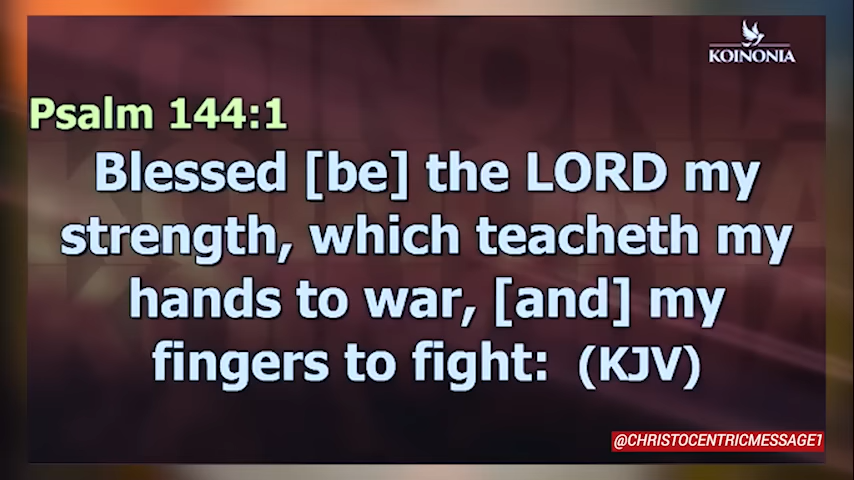 KOINONIA
Psalm 144:1
Blessed [be] the LORD my
strength, which teacheth my
hands to war, [and] my
fingers to fight: (KJV)
@CHRISTOCENTRICMESSAGE1